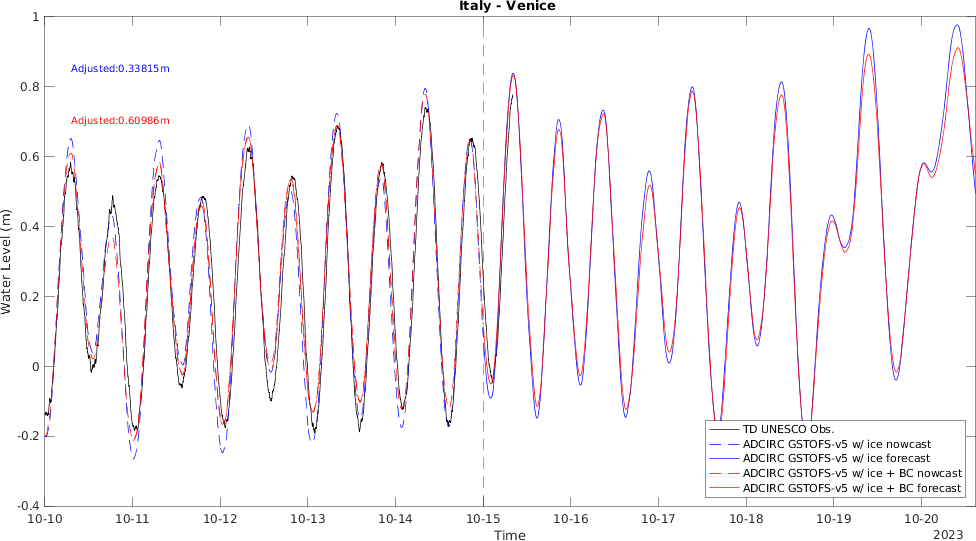 Italy - Venice
1
0.8
0.6
0.4
0.2
0
-0.2
-0.4
Water Level (m)
Adjusted:0.33815m
Adjusted:0.60986m
TD UNESCO Obs.
ADCIRC GSTOFS-v5 w/ ice nowcast
ADCIRC GSTOFS-v5 w/ ice forecast
ADCIRC GSTOFS-v5 w/ ice + BC nowcast
ADCIRC GSTOFS-v5 w/ ice + BC forecast
10-10 10-11 10-12 10-13 10-14 10-15 10-16 10-17 10-18 10-19 10-20
Time
2023